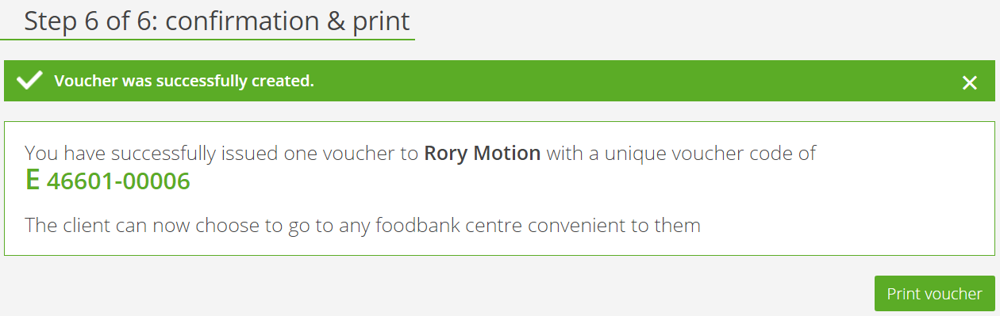 Step 6 of 6: confirmation & print
Voucher was successfully created.
You have successfully issued one voucher to Rory Motion with a unique voucher code of
E 46601-00006
The client can now choose to go to any foodbank centre convenient to them
Print voucher